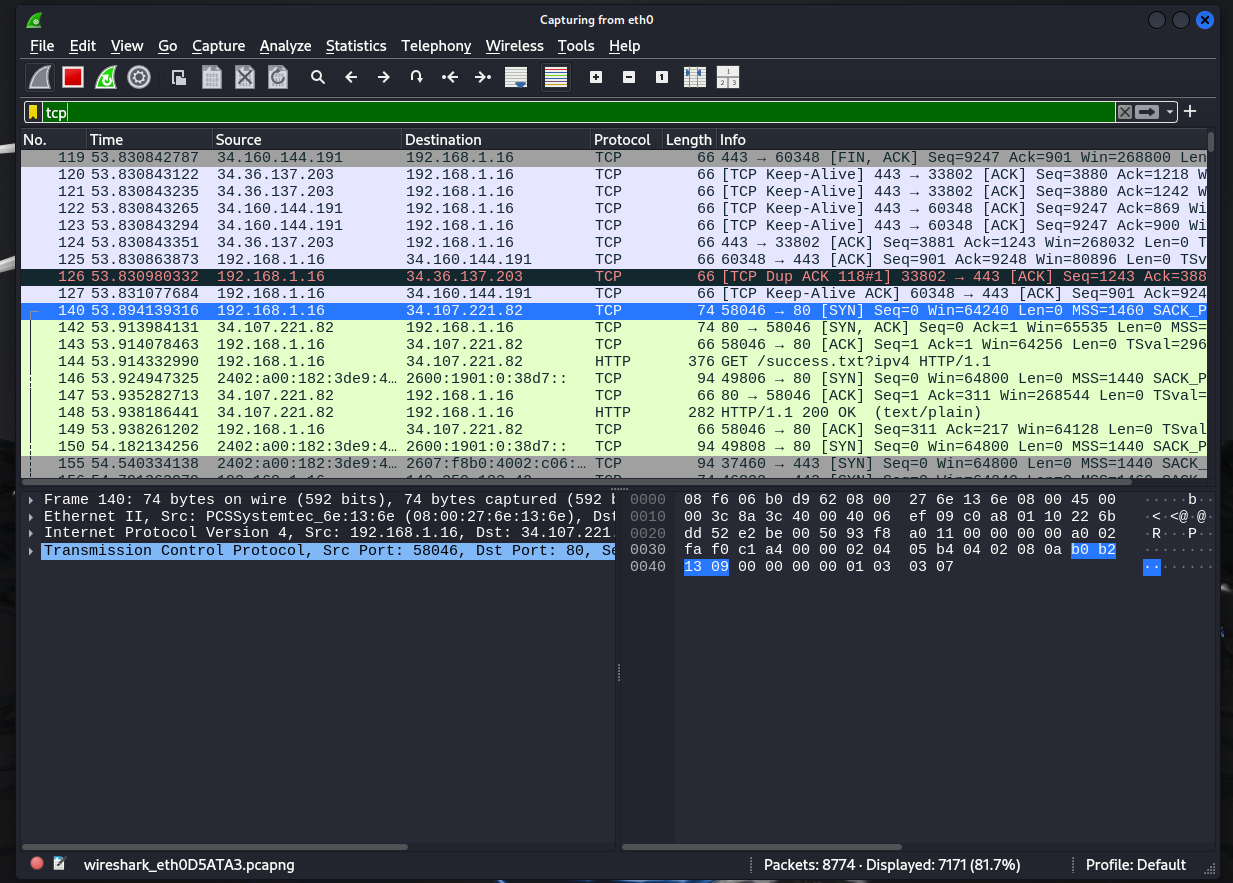 Capturing from eth0
File Edit View Go Capture Analyze Statistics Telephony Wireless Tools Help
tcp
No. Time Source Destination Protocol Length Info
119 53.830842787 34.160.144.191 192.168.1.16 TCP 66 443 → 60348 [FIN, ACK] Seq=9247 Ack=901 Win=268800 Len
120 53.830843122 34.36.137.203 192.168.1.16 TCP 66 [TCP Keep-Alive] 443 → 33802 [ACK] Seq=3880 Ack=1218 W
121 53.830843235 34.36.137.203 192.168.1.16 TCP 66 [TCP Keep-Alive] 443 → 33802 [ACK] Seq=3880 Ack=1242 W
122 53.830843265 34.160.144.191 192.168.1.16 TCP 66 [TCP Keep-Alive] 443 → 60348 [ACK] Seq=9247 Ack=869 Wi
123 53.830843294 34.160.144.191 192.168.1.16 TCP 66 [TCP Keep-Alive] 443 → 60348 [ACK] Seq=9247 Ack=900 Wi
124 53.830843351 34.36.137.203 192.168.1.16 TCP 66 443 → 33802 [ACK] Seq=3881 Ack=1243 Win=268032 Len=0 T
125 53.830863873 192.168.1.16 34.160.144.191 TCP 66 60348 → 443 [ACK] Seq=901 Ack=9248 Win=80896 Len=0 TSv
126 53.830980332 192.168.1.16 34.36.137.203 TCP 66 [TCP Dup ACK 118#1] 33802 → 443 [ACK] Seq=1243 Ack=388
127 53.831077684 192.168.1.16 34.160.144.191 TCP 66 [TCP Keep-Alive ACK] 60348 → 443 [ACK] Seq=901 Ack=924
140 53.894139316 192.168.1.16 34.107.221.82 TCP 74 58046 → 80 [SYN] Seq=0 Win=64240 Len=0 MSS=1460 SACK_P
142 53.913984131 34.107.221.82 192.168.1.16 TCP 74 80 → 58046 [SYN, ACK] Seq=0 Ack=1 Win=65535 Len=0 MSS=
143 53.914078463 192.168.1.16 34.107.221.82 TCP 66 58046 → 80 [ACK] Seq=1 Ack=1 Win=64256 Len=0 TSval=296
144 53.914332990 192.168.1.16 34.107.221.82 HTTP 376 GET /success.txt?ipv4 HTTP/1.1
146 53.924947325 2402:a00:182:3de9:4… 2600:1901:0:38d7:: TCP 94 49806 → 80 [SYN] Seq=0 Win=64800 Len=0 MSS=1440 SACK_P
147 53.935282713 34.107.221.82 192.168.1.16 TCP 66 80 → 58046 [ACK] Seq=1 Ack=311 Win=268544 Len=0 TSval=
148 53.938186441 34.107.221.82 192.168.1.16 HTTP 282 HTTP/1.1 200 OK (text/plain)
149 53.938261202 192.168.1.16 34.107.221.82 TCP 66 58046 → 80 [ACK] Seq=311 Ack=217 Win=64128 Len=0 TSval
150 54.182134256 2402:a00:182:3de9:4… 2600:1901:0:38d7:: TCP 94 49808 → 80 [SYN] Seq=0 Win=64800 Len=0 MSS=1440 SACK_P
155 54.540334138 2402:a00:182:3de9:4… 2607:f8b0:4002:c06:… TCP 94 37460 → 443 [SYN] Seq=0 Win=64800 Len=0 MSS=1440 SACK_
Frame 140: 74 bytes on wire (592 bits), 74 bytes captured (592 b
Ethernet II, Src: PCSSystemtec_6e:13:6e (08:00:27:6e:13:6e), Dst
Internet Protocol Version 4, Src: 192.168.1.16, Dst: 34.107.221.
Transmission Control Protocol, Src Port: 58046, Dst Port: 80, Se
0000 08 f6 06 b0 d9 62 08 00 27 6e 13 6e 08 00 45 00 ·····b··
0010 00 3c 8a 3c 40 00 40 06 ef 09 c0 a8 01 10 22 6b ·<·<@·@·
0020 dd 52 e2 be 00 50 93 f8 a0 11 00 00 00 00 a0 02 ·R···P··
0030 fa f0 c1 a4 00 00 02 04 05 b4 04 02 08 0a b0 b2 ········
0040 13 09 00 00 00 00 01 03 03 07 ········
wireshark_eth0D5ATA3.pcapng
Packets: 8774 · Displayed: 7171 (81.7%)
Profile: Default